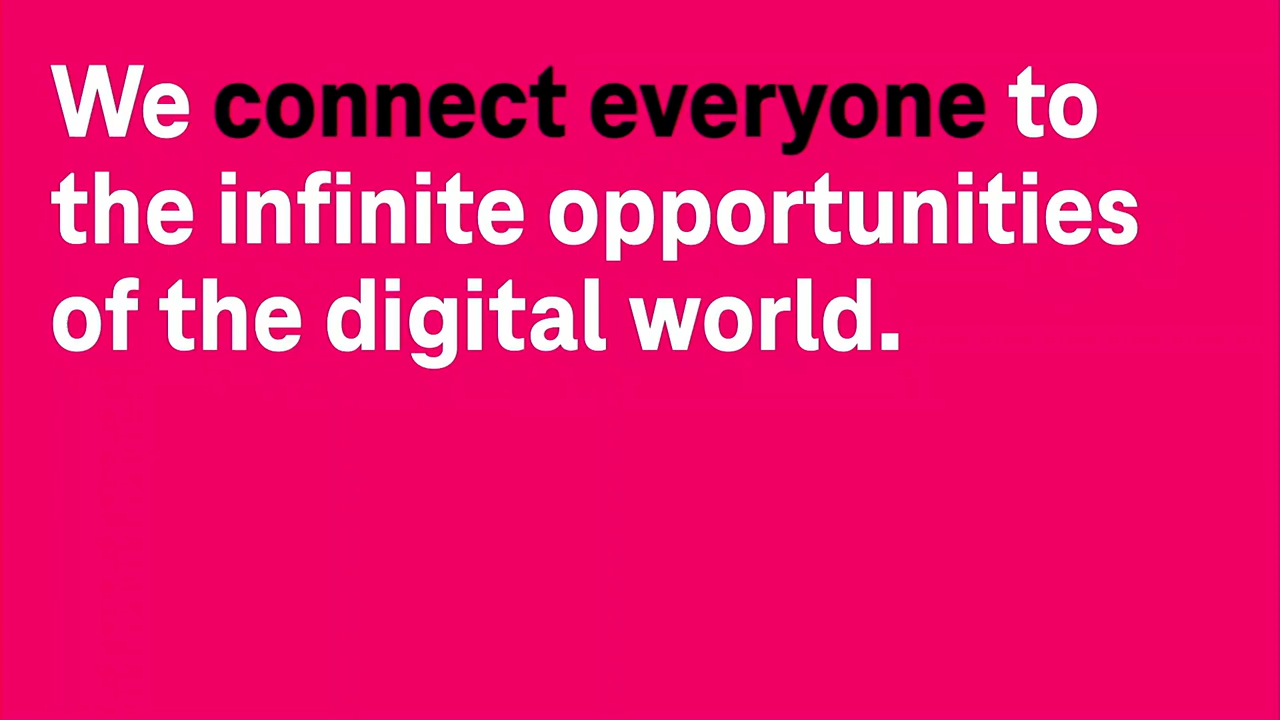 We connect everyone to
the infinite opportunities
of the digital world.